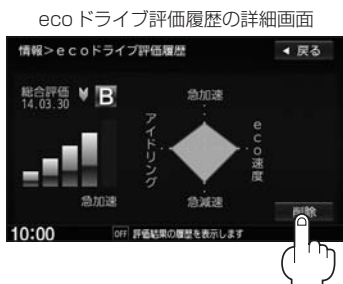 ecoドライブ評価履歴の詳細画面
情報>ecoドライブ評価履歴
戻る
総合評価
14.03.30
B
急加速
アイドリング
eco速度
急加速
急減速
削除
10:00
OFF 評価結果の履歴を表示します